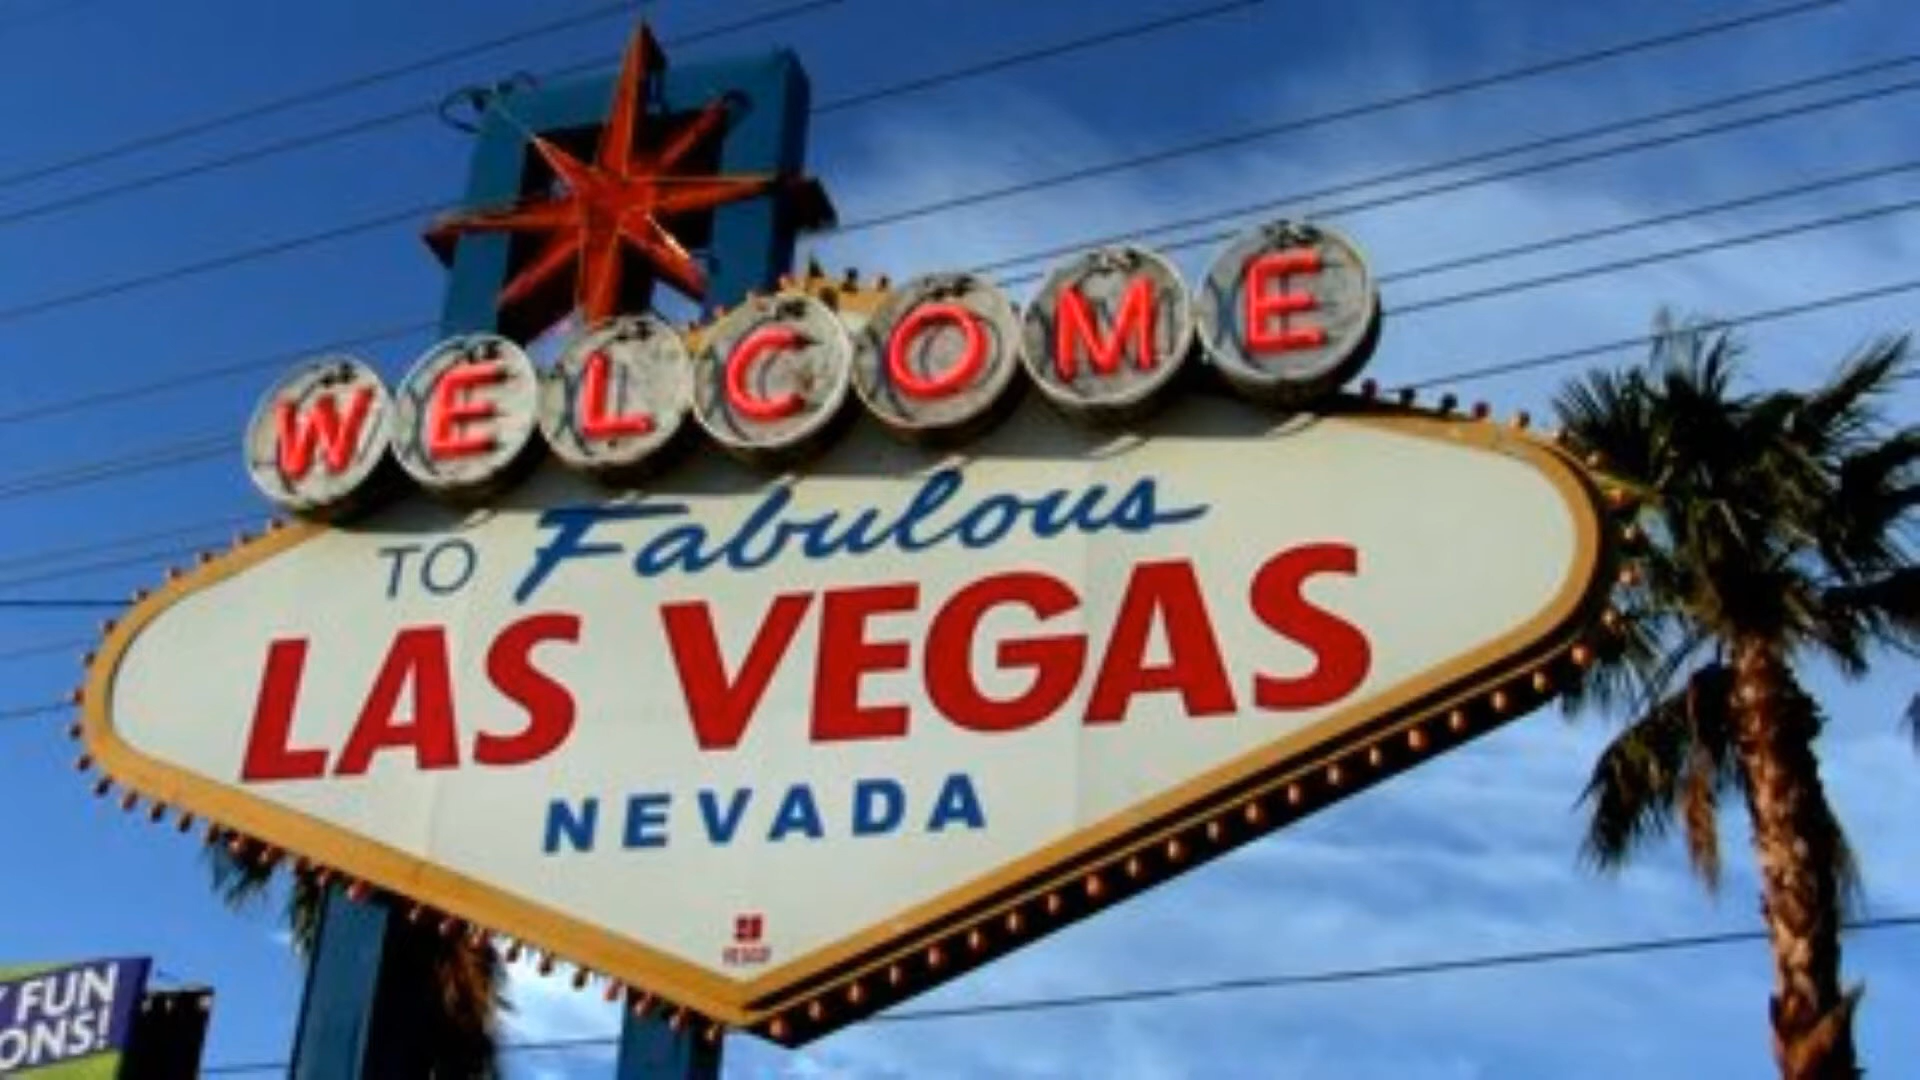 WELCOME
TO Fabulous
LAS VEGAS
NEVADA
FUN
ONS!